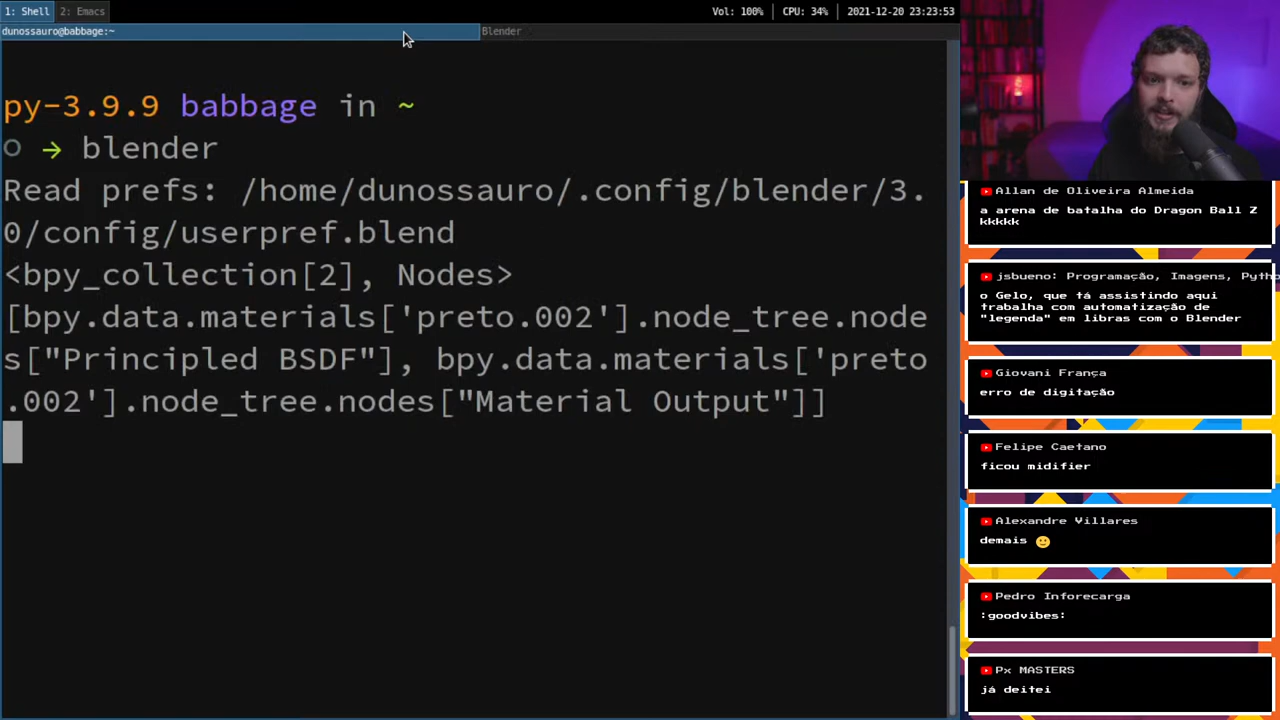 1: Shell
2: Emacs
Vol: 100%
CPU: 34%
2021-12-20 23:23:53
dunossauro@babbage:~
Blender
py-3.9.9 babbage in ~
→ blender
Read prefs: /home/dunossauro/.config/blender/3.
0/config/userpref.blend
<bpy_collection[2], Nodes>
[bpy.data.materials['preto.002'].node_tree.node
s["Principled BSDF"], bpy.data.materials['preto
.002'].node_tree.nodes["Material Output"]]
Allan de Oliveira Almeida
a arena de batalha do Dragon Ball Z
kkkkk
jsbueno: Programação, Imagens, Pytho
o Gelo, que tá assistindo aqui
trabalha com automatização de
"legenda" em libras com o Blender
Giovani França
erro de digitação
Felipe Caetano
ficou midifier
Alexandre Villares
demais 🙂
Pedro Inforecarga
:goodvibes:
Px MASTERS
já deitei